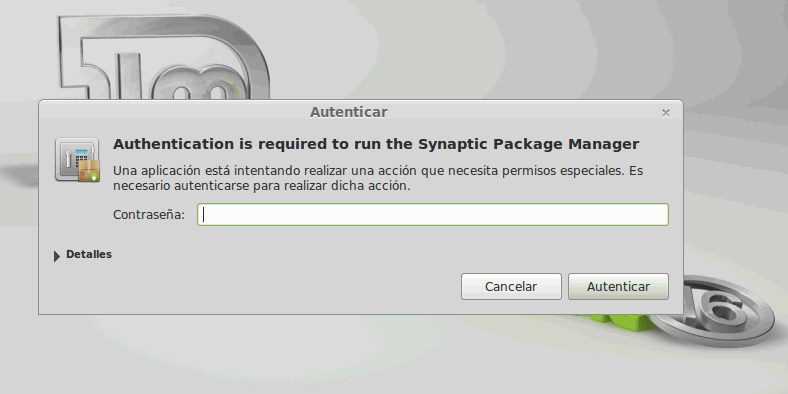 Autenticar
Authentication is required to run the Synaptic Package Manager
Una aplicación está intentando realizar una acción que necesita permisos especiales. Es
necesario autenticarse para realizar dicha acción.
Contraseña:
Detalles
Cancelar Autenticar
16